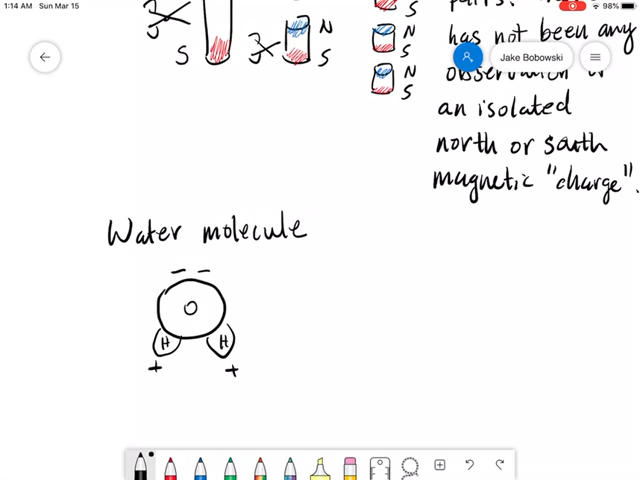 1:14 AM Sun Mar 15
98%
S
S
N
S
N
S
N
S
has not been any
Jake Bobowski
an isolated
north or south
magnetic "charge".
Water molecule
− −
O
H H
+ +